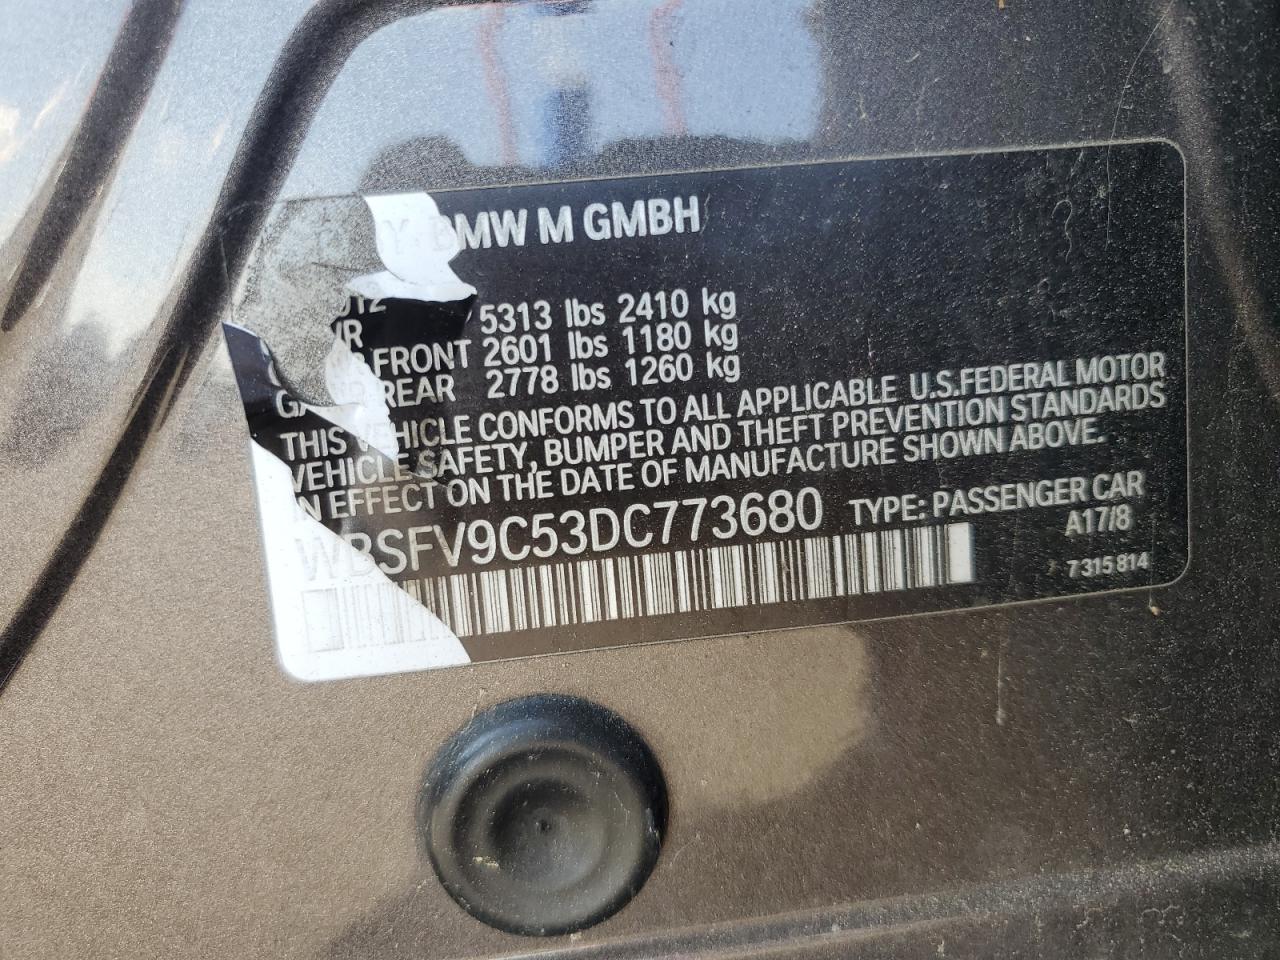 BMW M GMBH
5313 lbs 2410 kg
FRONT 2601 lbs 1180 kg
REAR 2778 lbs 1260 kg
THIS VEHICLE CONFORMS TO ALL APPLICABLE U.S.FEDERAL MOTOR
VEHICLE SAFETY, BUMPER AND THEFT PREVENTION STANDARDS
IN EFFECT ON THE DATE OF MANUFACTURE SHOWN ABOVE.
WBSFV9C53DC773680 TYPE: PASSENGER CAR
A17/8
7 315 814